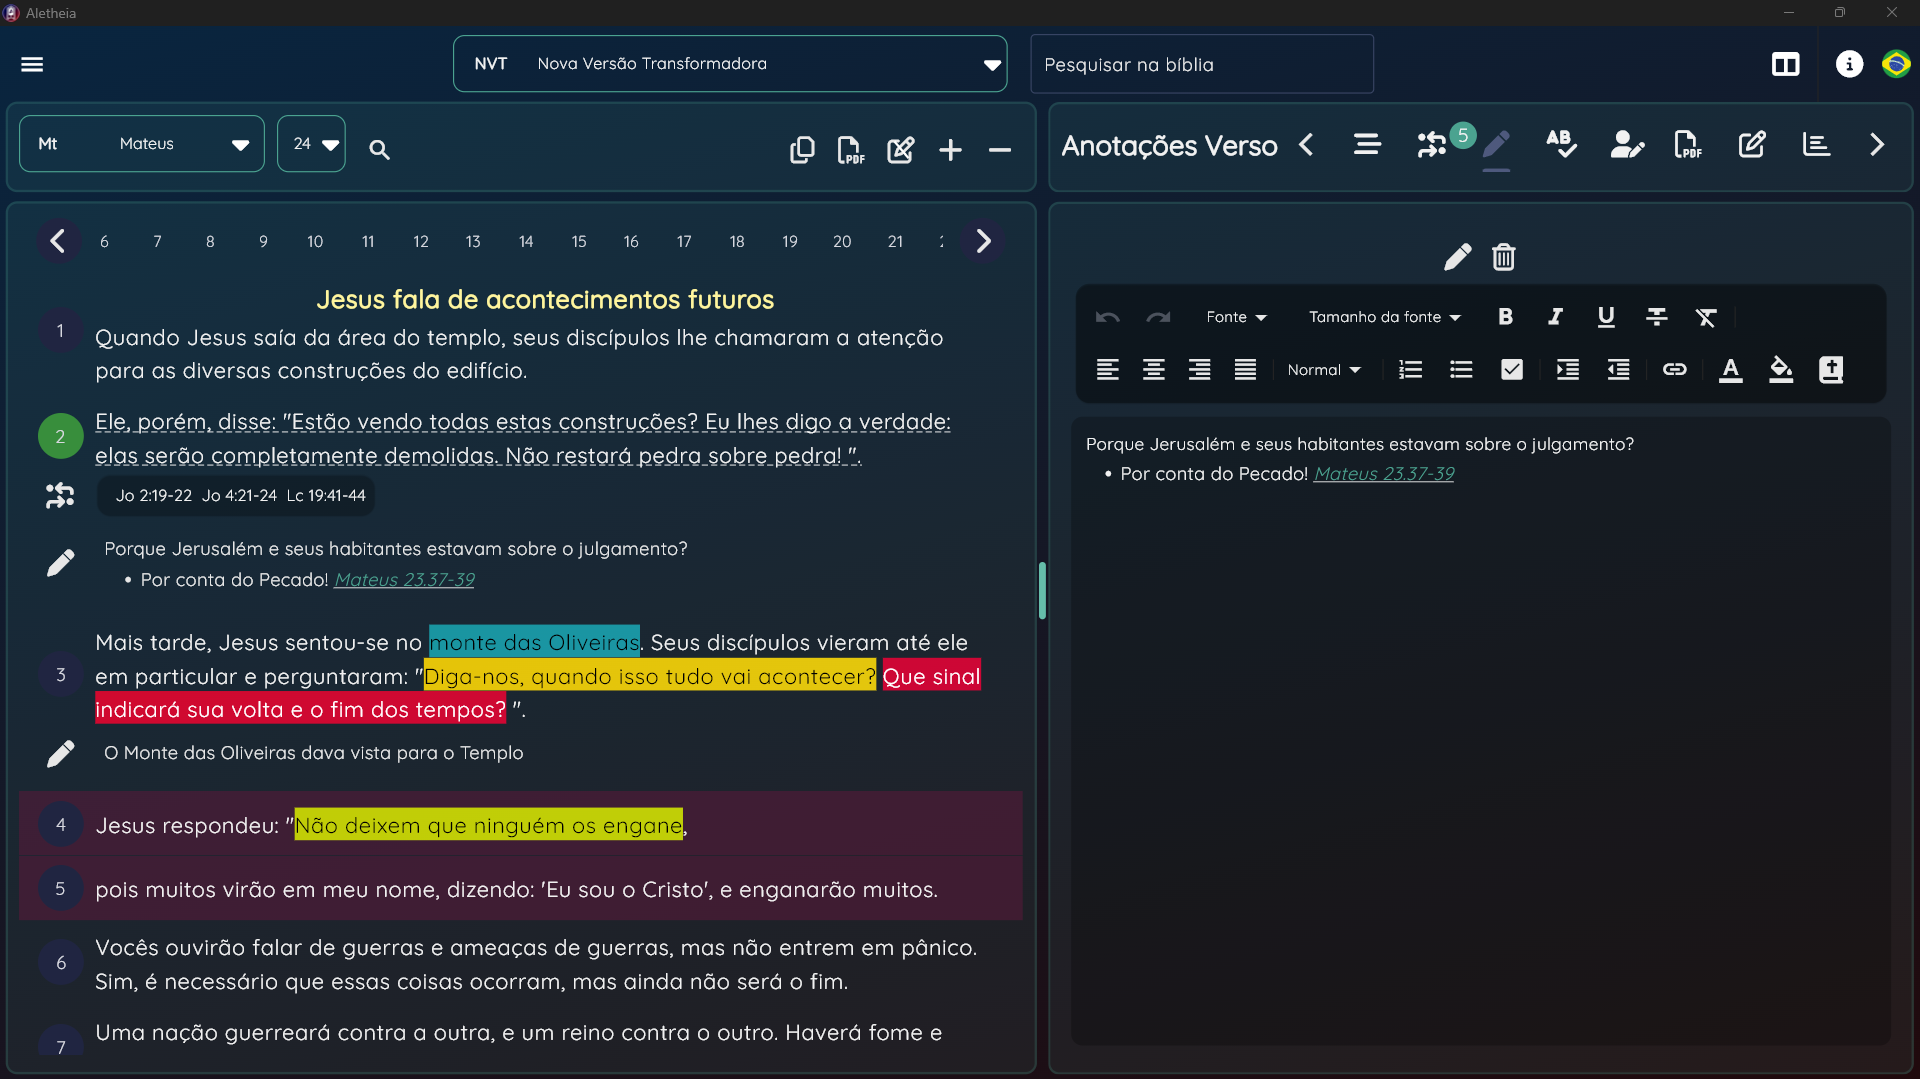 Aletheia
NVT Nova Versão Transformadora
Pesquisar na bíblia
Mt Mateus
24
PDF
Anotações Verso
5
AB
PDF
6 7 8 9 10 11 12 13 14 15 16 17 18 19 20 21
Jesus fala de acontecimentos futuros
1 Quando Jesus saía da área do templo, seus discípulos lhe chamaram a atenção
para as diversas construções do edifício.
2 Ele, porém, disse: "Estão vendo todas estas construções? Eu lhes digo a verdade:
elas serão completamente demolidas. Não restará pedra sobre pedra! ".
Jo 2:19-22 Jo 4:21-24 Lc 19:41-44
Porque Jerusalém e seus habitantes estavam sobre o julgamento?
• Por conta do Pecado! Mateus 23.37-39
3 Mais tarde, Jesus sentou-se no monte das Oliveiras. Seus discípulos vieram até ele
em particular e perguntaram: "Diga-nos, quando isso tudo vai acontecer? Que sinal
indicará sua volta e o fim dos tempos? ".
O Monte das Oliveiras dava vista para o Templo
4 Jesus respondeu: "Não deixem que ninguém os engane,
5 pois muitos virão em meu nome, dizendo: 'Eu sou o Cristo', e enganarão muitos.
6 Vocês ouvirão falar de guerras e ameaças de guerras, mas não entrem em pânico.
Sim, é necessário que essas coisas ocorram, mas ainda não será o fim.
7 Uma nação guerreará contra a outra, e um reino contra o outro. Haverá fome e
Fonte Tamanho da fonte B I U
Normal A
Porque Jerusalém e seus habitantes estavam sobre o julgamento?
• Por conta do Pecado! Mateus 23.37-39